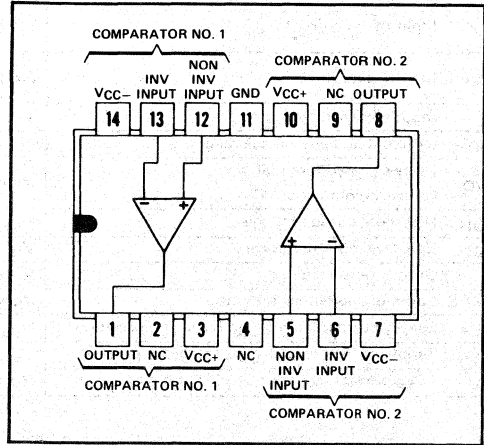 COMPARATOR NO. 1
COMPARATOR NO. 2
VCC– INV INPUT NON INV INPUT GND VCC+ NC OUTPUT
14 13 12 11 10 9 8
– +
+ –
1 2 3 4 5 6 7
OUTPUT NC VCC+ NC NON INV INPUT INV INPUT VCC–
COMPARATOR NO. 1
COMPARATOR NO. 2